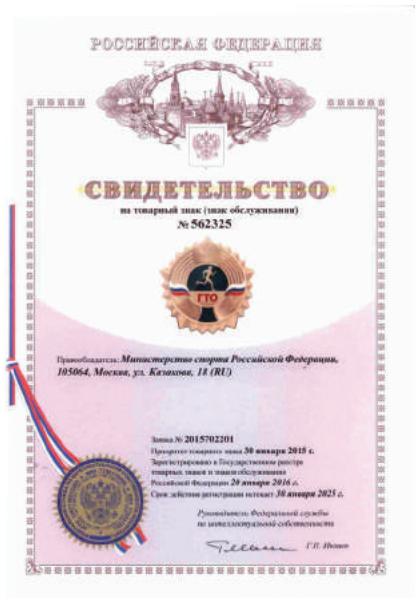 РОССИЙСКАЯ ФЕДЕРАЦИЯ
СВИДЕТЕЛЬСТВО
на товарный знак (знак обслуживания)
№ 562325
ГТО
Правообладатель: Министерство спорта Российской Федерации,
105064, Москва, ул. Казакова, 18 (RU)
Заявка № 2015702201
Приоритет товарного знака 30 января 2015 г.
Зарегистрировано в Государственном реестре
товарных знаков и знаков обслуживания
Российской Федерации 20 января 2016 г.
Срок действия регистрации истекает 30 января 2025 г.
Руководитель Федеральной службы
по интеллектуальной собственности
Г.П. Ивлиев